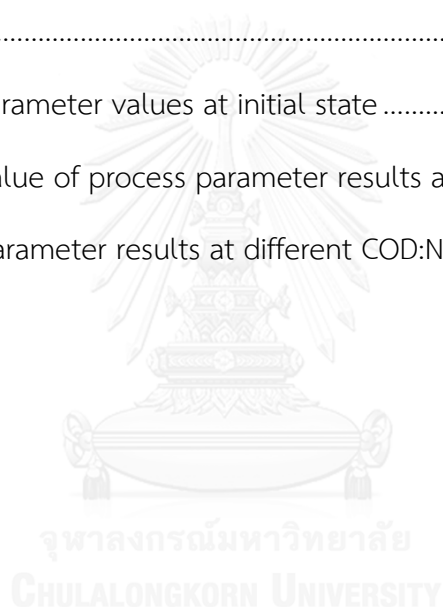 ................................................................
rameter values at initial state .........
alue of process parameter results a
arameter results at different COD:N
จุฬาลงกรณ์มหาวิทยาลัย
CHULALONGKORN UNIVERSITY